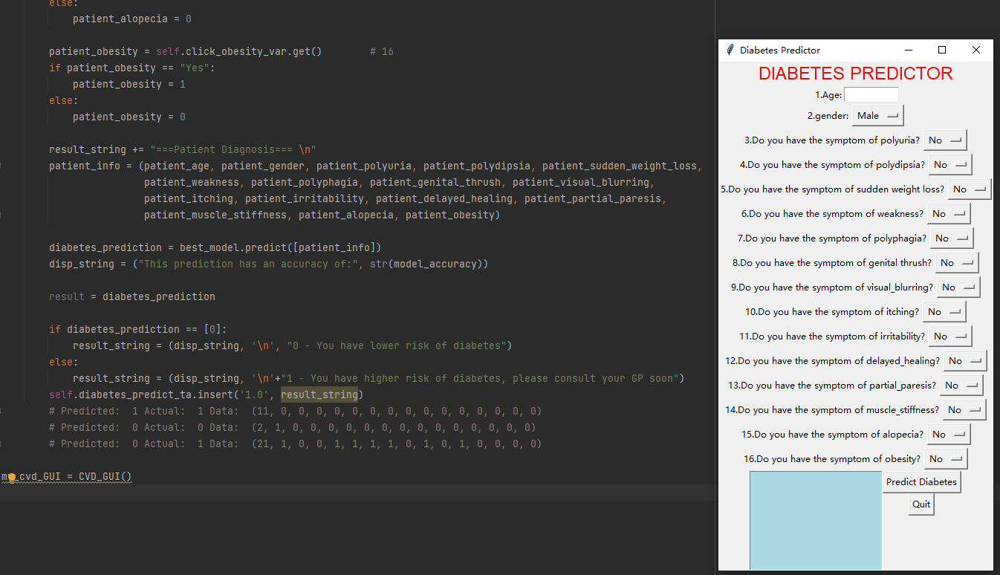 else:
patient_alopecia = 0
patient_obesity = self.click_obesity_var.get() # 16
if patient_obesity == "Yes":
patient_obesity = 1
else:
patient_obesity = 0
result_string += "===Patient Diagnosis=== \n"
patient_info = (patient_age, patient_gender, patient_polyuria, patient_polydipsia, patient_sudden_weight_loss,
patient_weakness, patient_polyphagia, patient_genital_thrush, patient_visual_blurring,
patient_itching, patient_irritability, patient_delayed_healing, patient_partial_paresis,
patient_muscle_stiffness, patient_alopecia, patient_obesity)
diabetes_prediction = best_model.predict([patient_info])
disp_string = ("This prediction has an accuracy of:", str(model_accuracy))
result = diabetes_prediction
if diabetes_prediction == [0]:
result_string = (disp_string, '\n', "0 - You have lower risk of diabetes")
else:
result_string = (disp_string, '\n'+"1 - You have higher risk of diabetes, please consult your GP soon")
self.diabetes_predict_ta.insert('1.0', result_string)
# Predicted: 1 Actual: 1 Data: (11, 0, 0, 0, 0, 0, 0, 0, 0, 0, 0, 0, 0, 0, 0, 0)
# Predicted: 0 Actual: 0 Data: (2, 1, 0, 0, 0, 0, 0, 0, 0, 0, 0, 0, 0, 0, 0, 0)
# Predicted: 0 Actual: 1 Data: (21, 1, 0, 0, 1, 1, 1, 1, 0, 1, 0, 1, 0, 0, 0, 0)
cvd_GUI = CVD_GUI()
Diabetes Predictor
DIABETES PREDICTOR
1.Age:
2.gender: Male
3.Do you have the symptom of polyuria? No
4.Do you have the symptom of polydipsia? No
5.Do you have the symptom of sudden weight loss? No
6.Do you have the symptom of weakness? No
7.Do you have the symptom of polyphagia? No
8.Do you have the symptom of genital thrush? No
9.Do you have the symptom of visual_blurring? No
10.Do you have the symptom of itching? No
11.Do you have the symptom of irritability? No
12.Do you have the symptom of delayed_healing? No
13.Do you have the symptom of partial_paresis? No
14.Do you have the symptom of muscle_stiffness? No
15.Do you have the symptom of alopecia? No
16.Do you have the symptom of obesity? No
Predict Diabetes
Quit